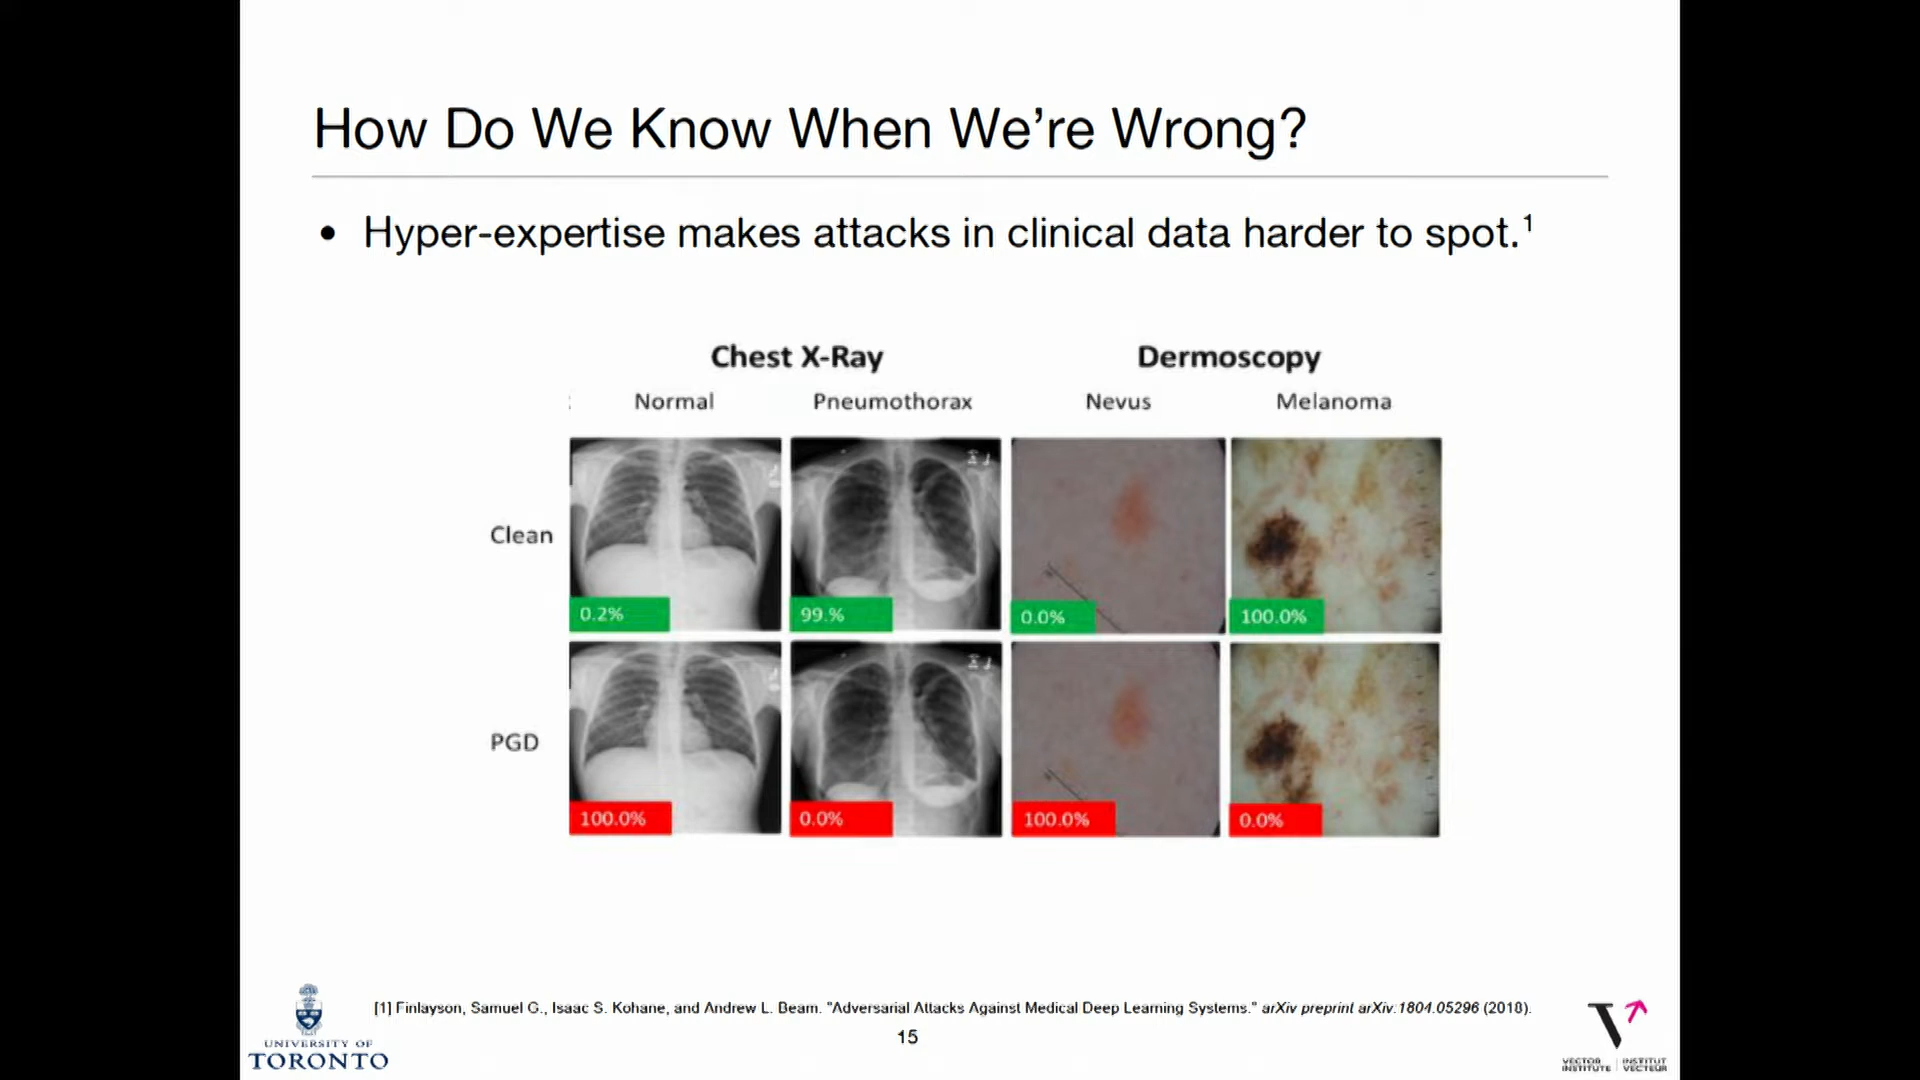 How Do We Know When We're Wrong?
• Hyper-expertise makes attacks in clinical data harder to spot.1
Chest X-Ray Dermoscopy
Normal Pneumothorax Nevus Melanoma
Clean
0.2% 99.% 0.0% 100.0%
PGD
100.0% 0.0% 100.0% 0.0%
[1] Finlayson, Samuel G., Isaac S. Kohane, and Andrew L. Beam. "Adversarial Attacks Against Medical Deep Learning Systems." arXiv preprint arXiv:1804.05296 (2018).
15
UNIVERSITY OF
TORONTO
VECTOR INSTITUT
INSTITUTE VECTEUR